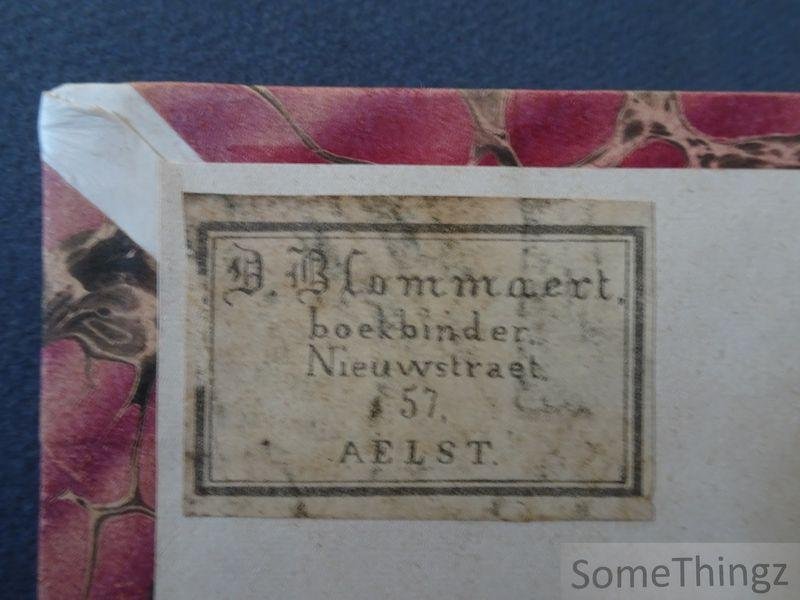 D. Blommaert.
boekbinder.
Nieuwstraet.
57.
AELST.
SomeThingz